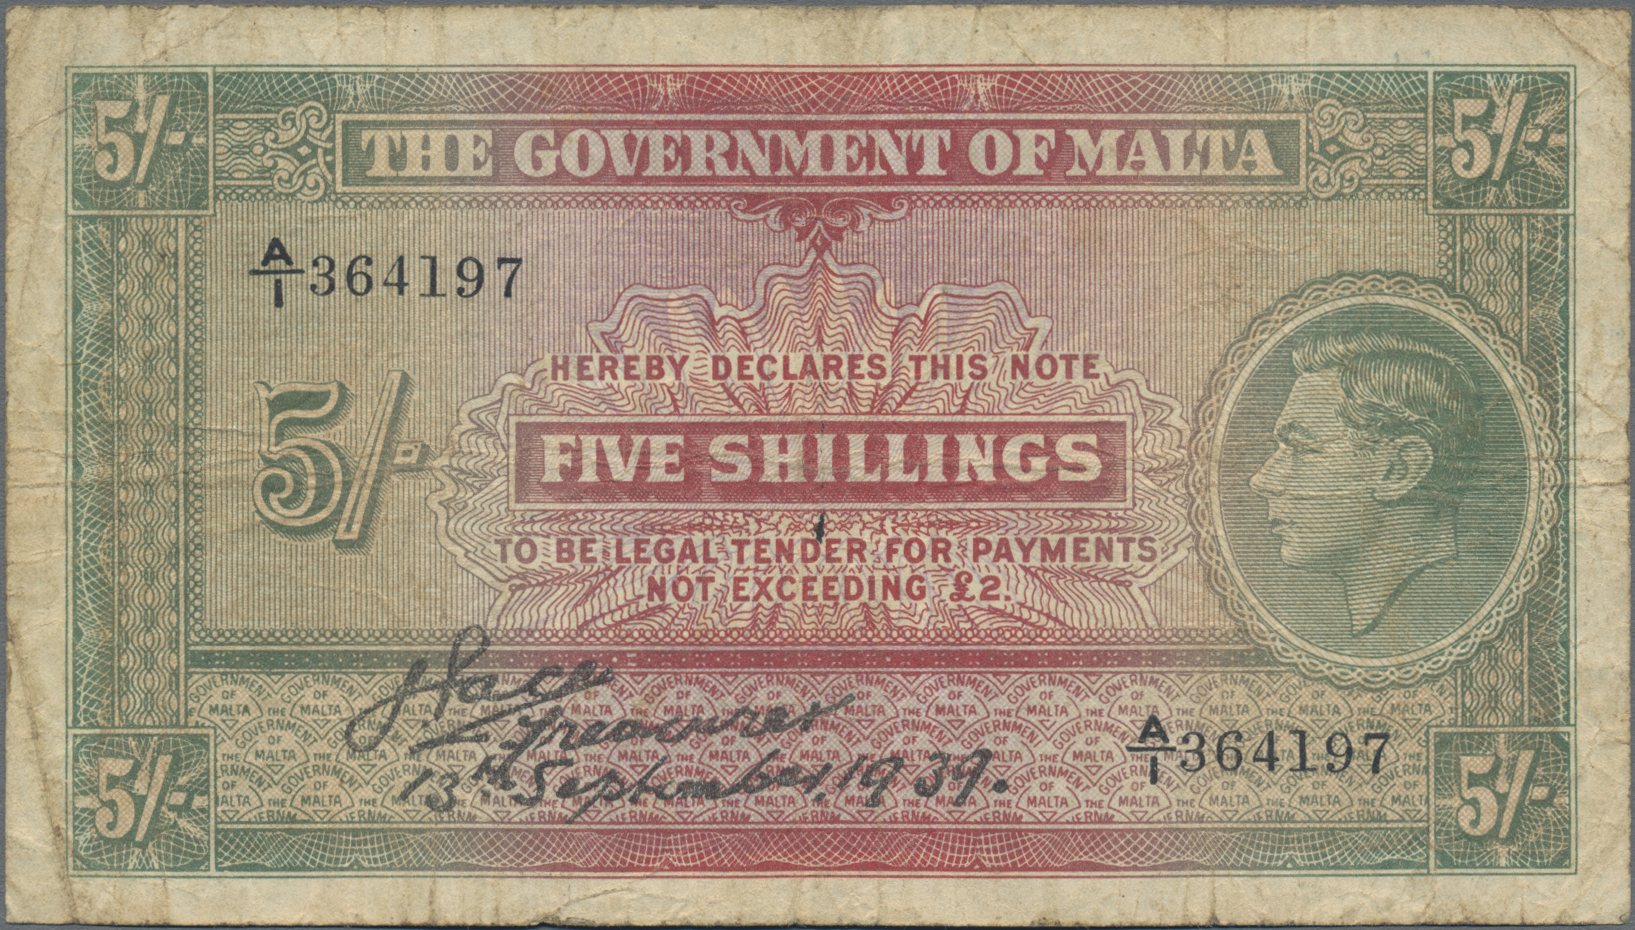 5/- 5/-
THE GOVERNMENT OF MALTA
A/1 364197
HEREBY DECLARES THIS NOTE
5/-
FIVE SHILLINGS
TO BE LEGAL TENDER FOR PAYMENTS
NOT EXCEEDING £2.
J. Pace
Treasurer
A/1 364197
13th September, 1939.
5/- 5/-